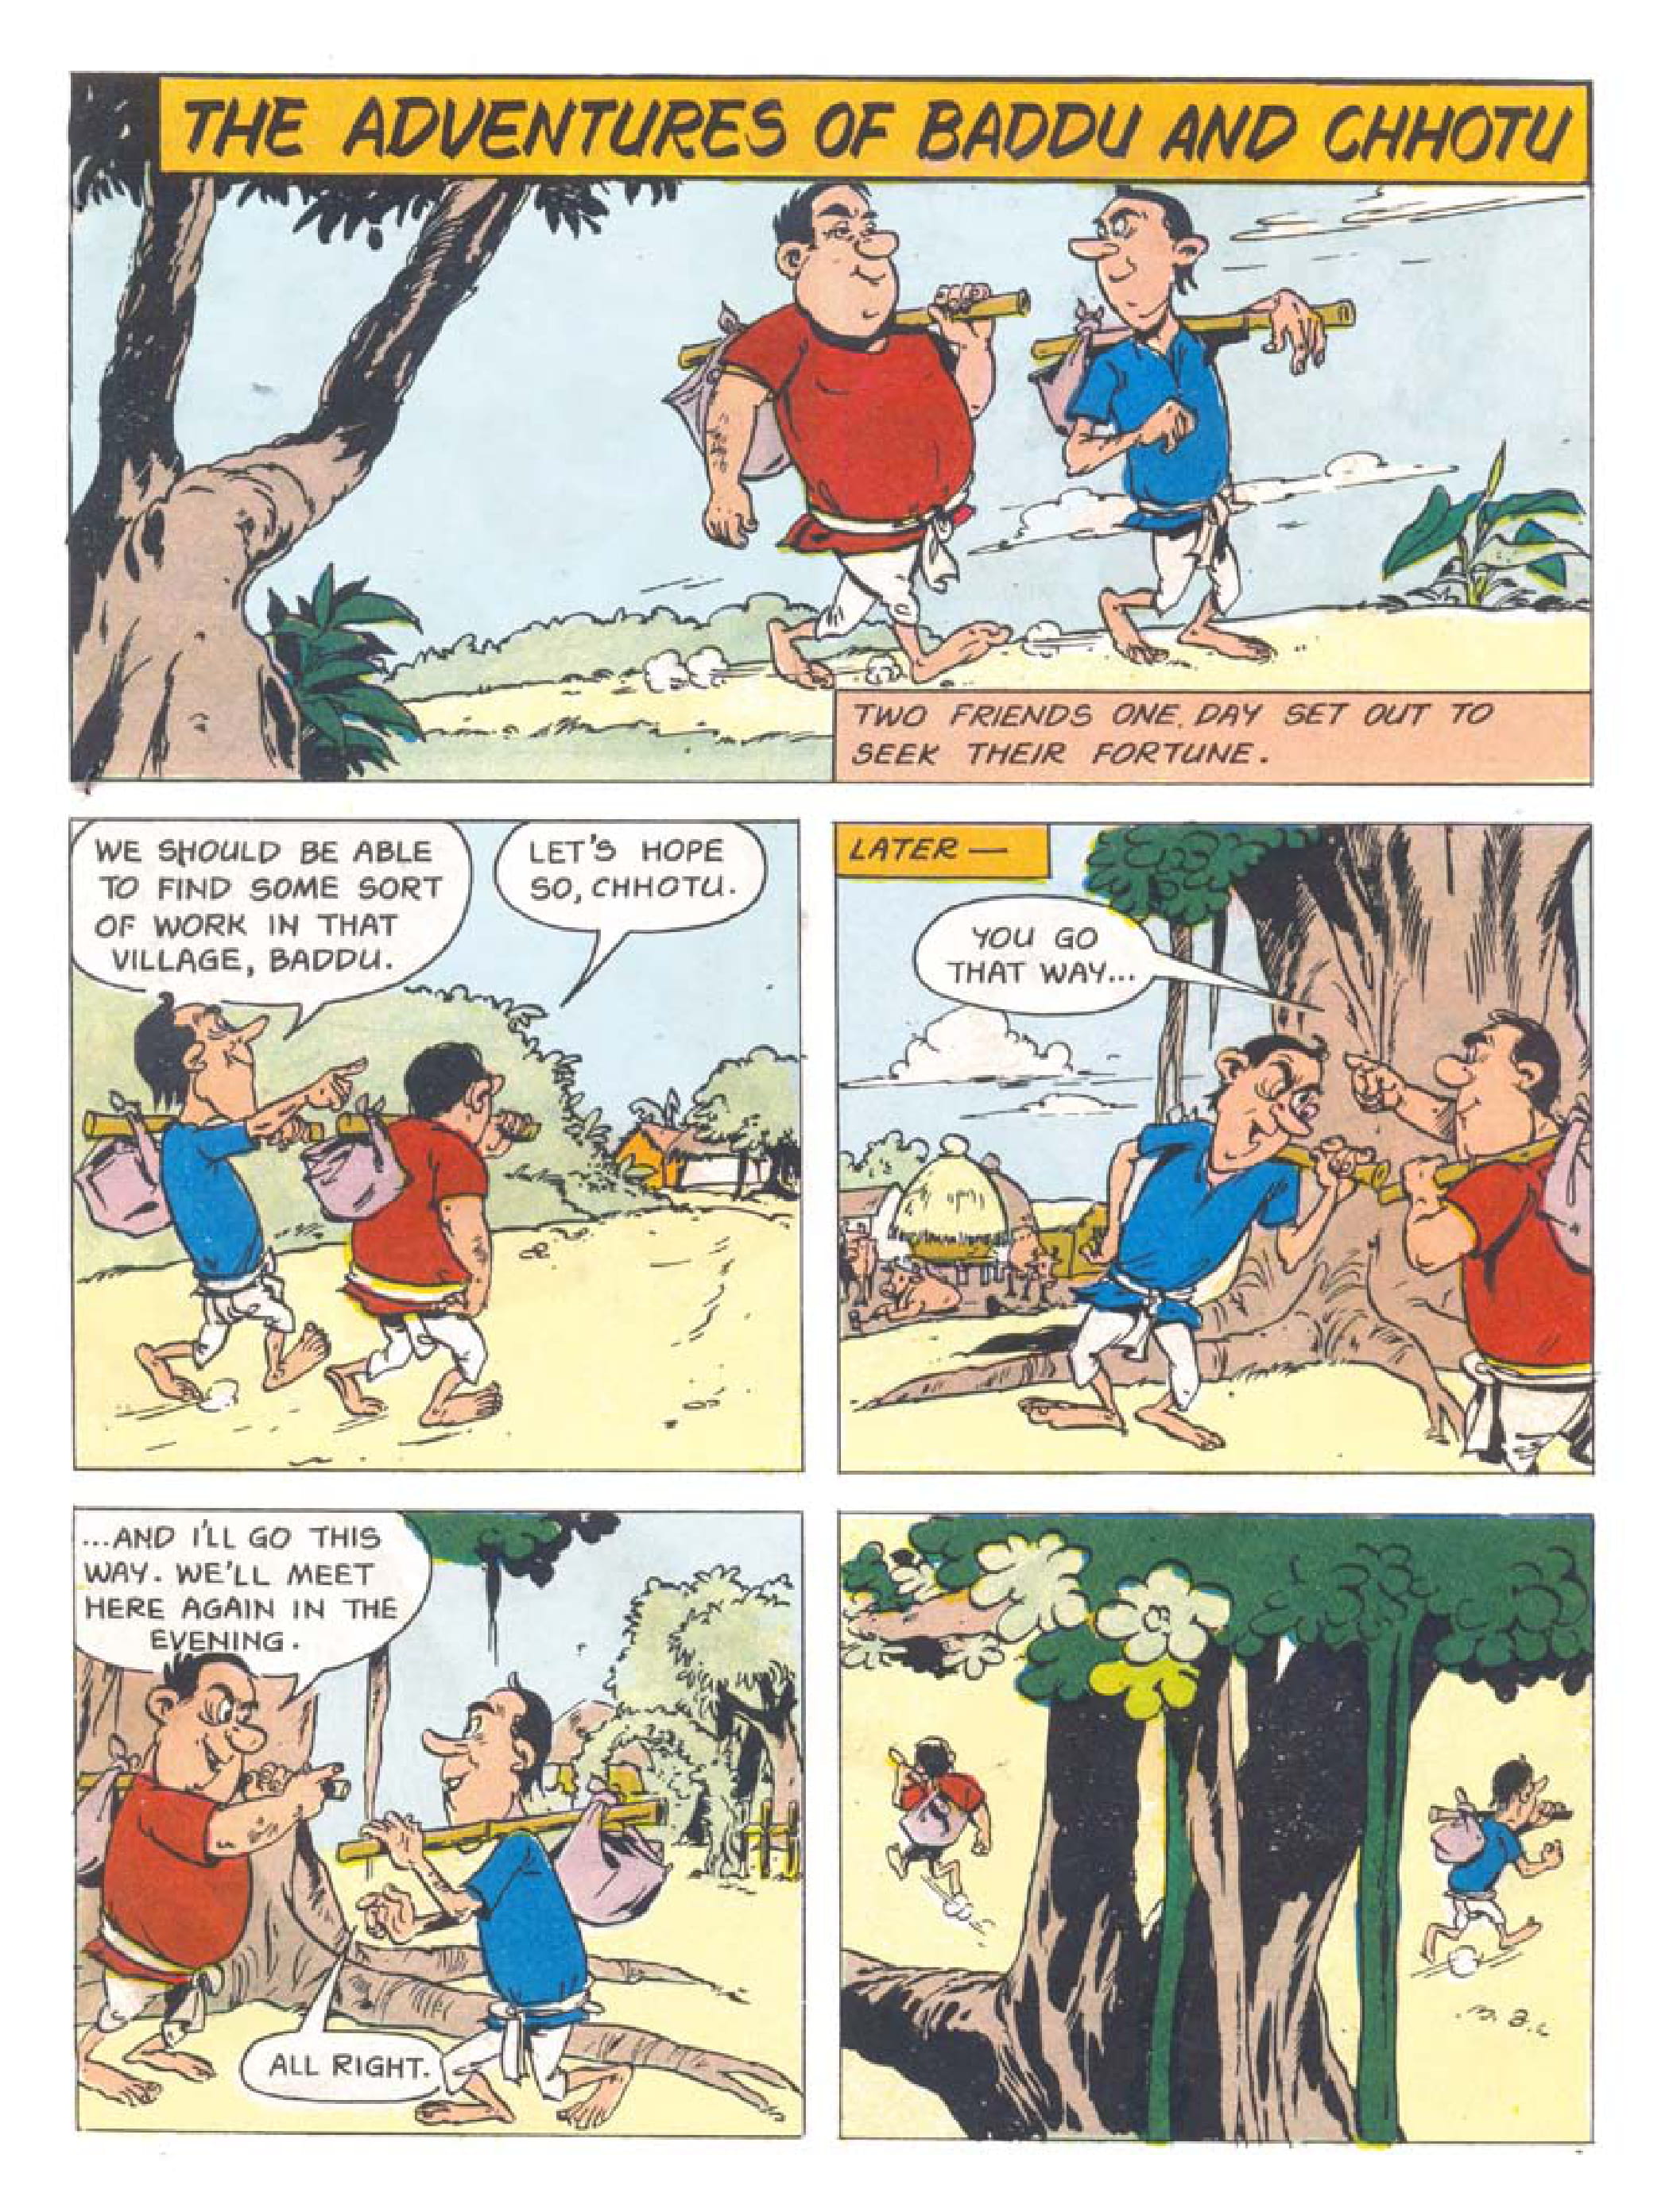 THE ADVENTURES OF BADDU AND CHHOTU
TWO FRIENDS ONE DAY SET OUT TO
SEEK THEIR FORTUNE.
WE SHOULD BE ABLE
TO FIND SOME SORT
OF WORK IN THAT
VILLAGE, BADDU.
LET'S HOPE
SO, CHHOTU.
LATER —
YOU GO
THAT WAY...
...AND I'LL GO THIS
WAY. WE'LL MEET
HERE AGAIN IN THE
EVENING.
ALL RIGHT.